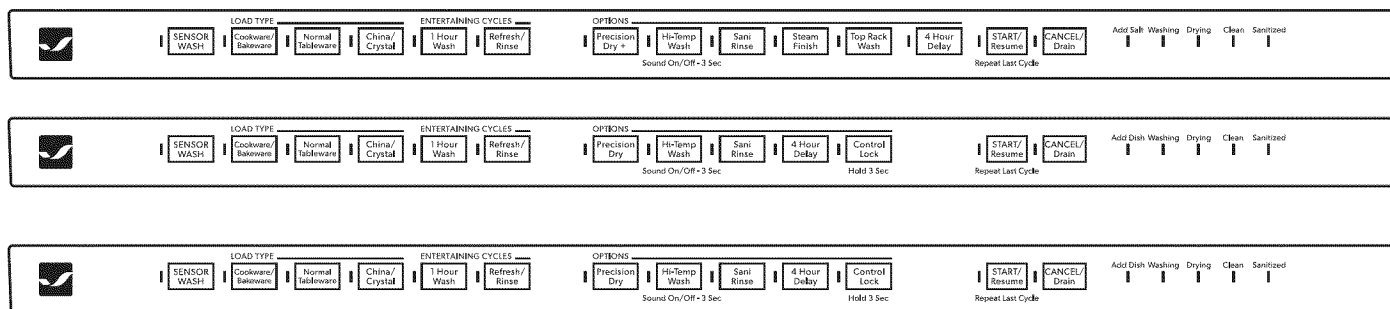 LOAD TYPE ENTERTAINING CYCLES OPTIONS
SENSOR WASH Cookware/ Bakeware Normal Tableware China/ Crystal 1 Hour Wash Refresh/ Rinse Precision Dry + Hi-Temp Wash Sani Rinse Steam Finish Top Rack Wash 4 Hour Delay START/ Resume CANCEL/ Drain Add Salt Washing Drying Clean Sanitized
Sound On/Off - 3 Sec Repeat Last Cycle
LOAD TYPE ENTERTAINING CYCLES OPTIONS
SENSOR WASH Cookware/ Bakeware Normal Tableware China/ Crystal 1 Hour Wash Refresh/ Rinse Precision Dry Hi-Temp Wash Sani Rinse 4 Hour Delay Control Lock START/ Resume CANCEL/ Drain Add Dish Washing Drying Clean Sanitized
Sound On/Off - 3 Sec Hold 3 Sec Repeat Last Cycle
LOAD TYPE ENTERTAINING CYCLES OPTIONS
SENSOR WASH Cookware/ Bakeware Normal Tableware China/ Crystal 1 Hour Wash Refresh/ Rinse Precision Dry Hi-Temp Wash Sani Rinse 4 Hour Delay Control Lock START/ Resume CANCEL/ Drain Add Dish Washing Drying Clean Sanitized
Sound On/Off - 3 Sec Hold 3 Sec Repeat Last Cycle